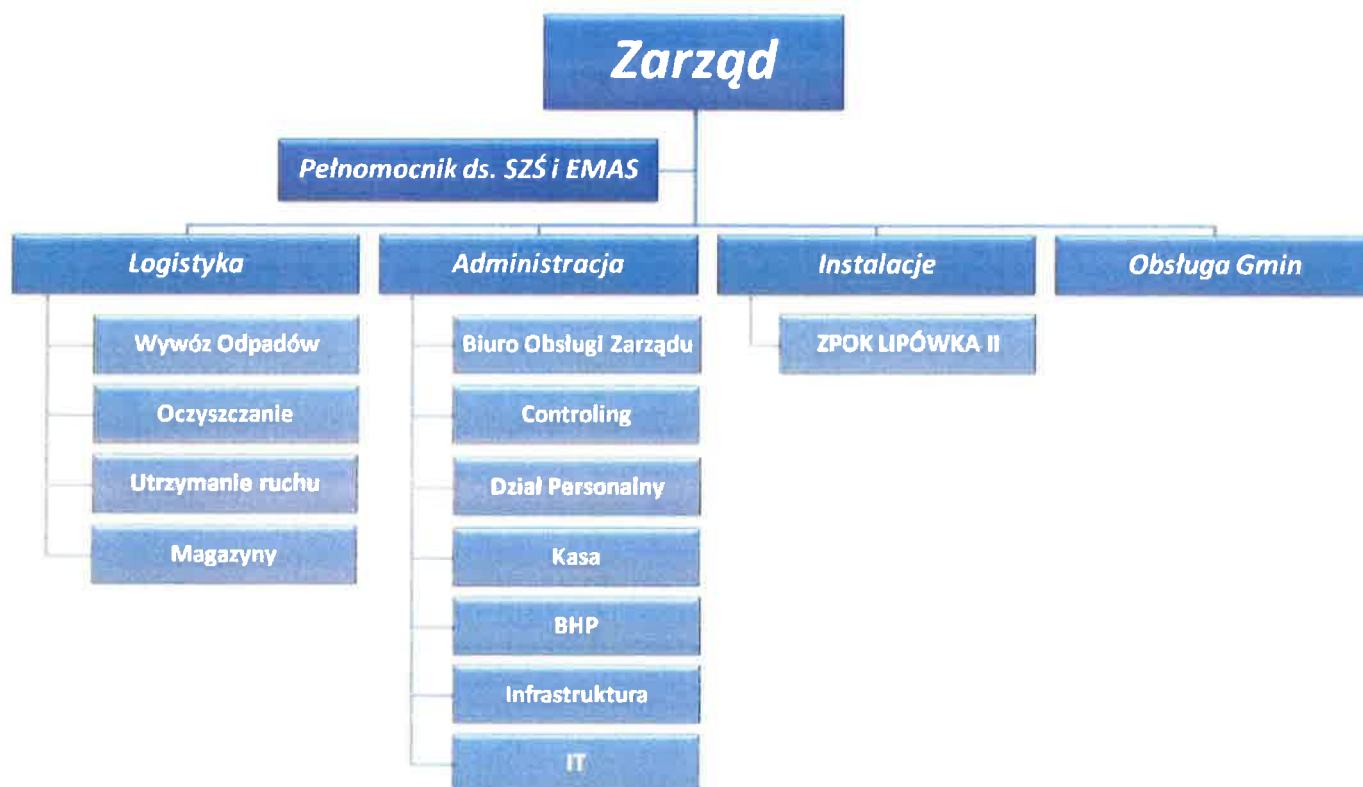 Zarząd
Pełnomocnik ds. SZŚ i EMAS
Logistyka
Wywóz Odpadów
Oczyszczanie
Utrzymanie ruchu
Magazyny
Administracja
Biuro Obsługi Zarządu
Controling
Dział Personalny
Kasa
BHP
Infrastruktura
IT
Instalacje
ZPOK LIPÓWKA II
Obsługa Gmin